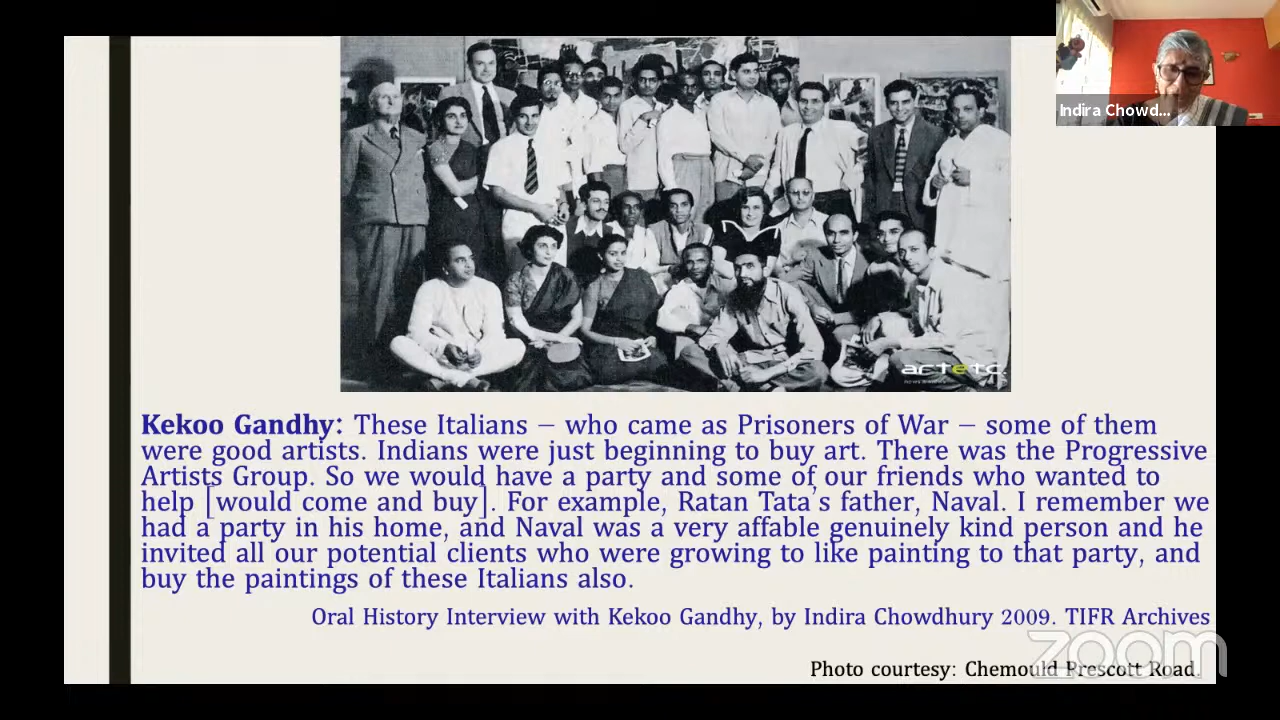 Indira Chowd...
artetc.
news & views
Kekoo Gandhy: These Italians – who came as Prisoners of War – some of them
were good artists. Indians were just beginning to buy art. There was the Progressive
Artists Group. So we would have a party and some of our friends who wanted to
help [would come and buy]. For example, Ratan Tata's father, Naval. I remember we
had a party in his home, and Naval was a very affable genuinely kind person and he
invited all our potential clients who were growing to like painting to that party, and
buy the paintings of these Italians also.
Oral History Interview with Kekoo Gandhy, by Indira Chowdhury 2009. TIFR Archives
zoom
Photo courtesy: Chemould Prescott Road.